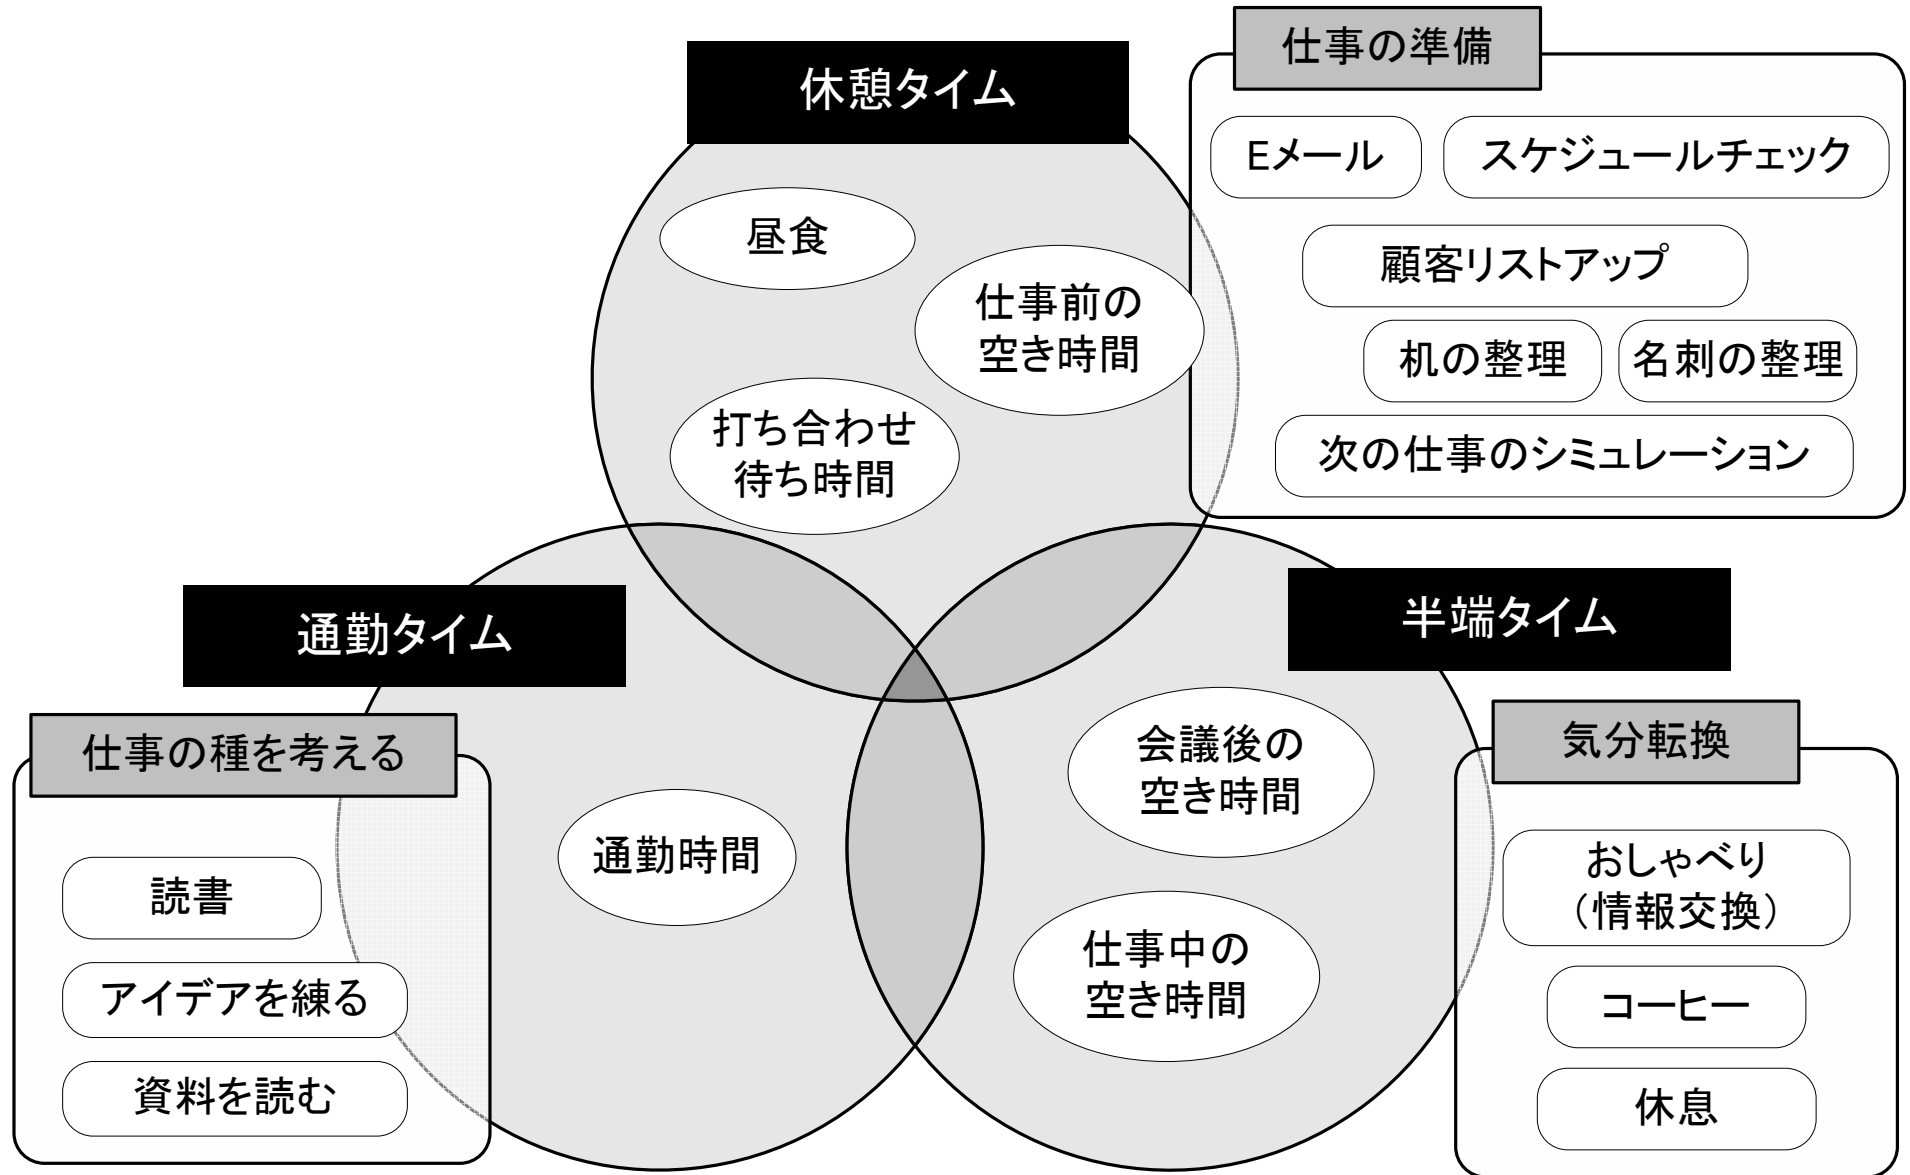 休憩タイム
昼食
仕事前の
空き時間
打ち合わせ
待ち時間
仕事の準備
Eメール
スケジュールチェック
顧客リストアップ
机の整理
名刺の整理
次の仕事のシミュレーション
通勤タイム
通勤時間
仕事の種を考える
読書
アイデアを練る
資料を読む
半端タイム
会議後の
空き時間
仕事中の
空き時間
気分転換
おしゃべり
(情報交換)
コーヒー
休息